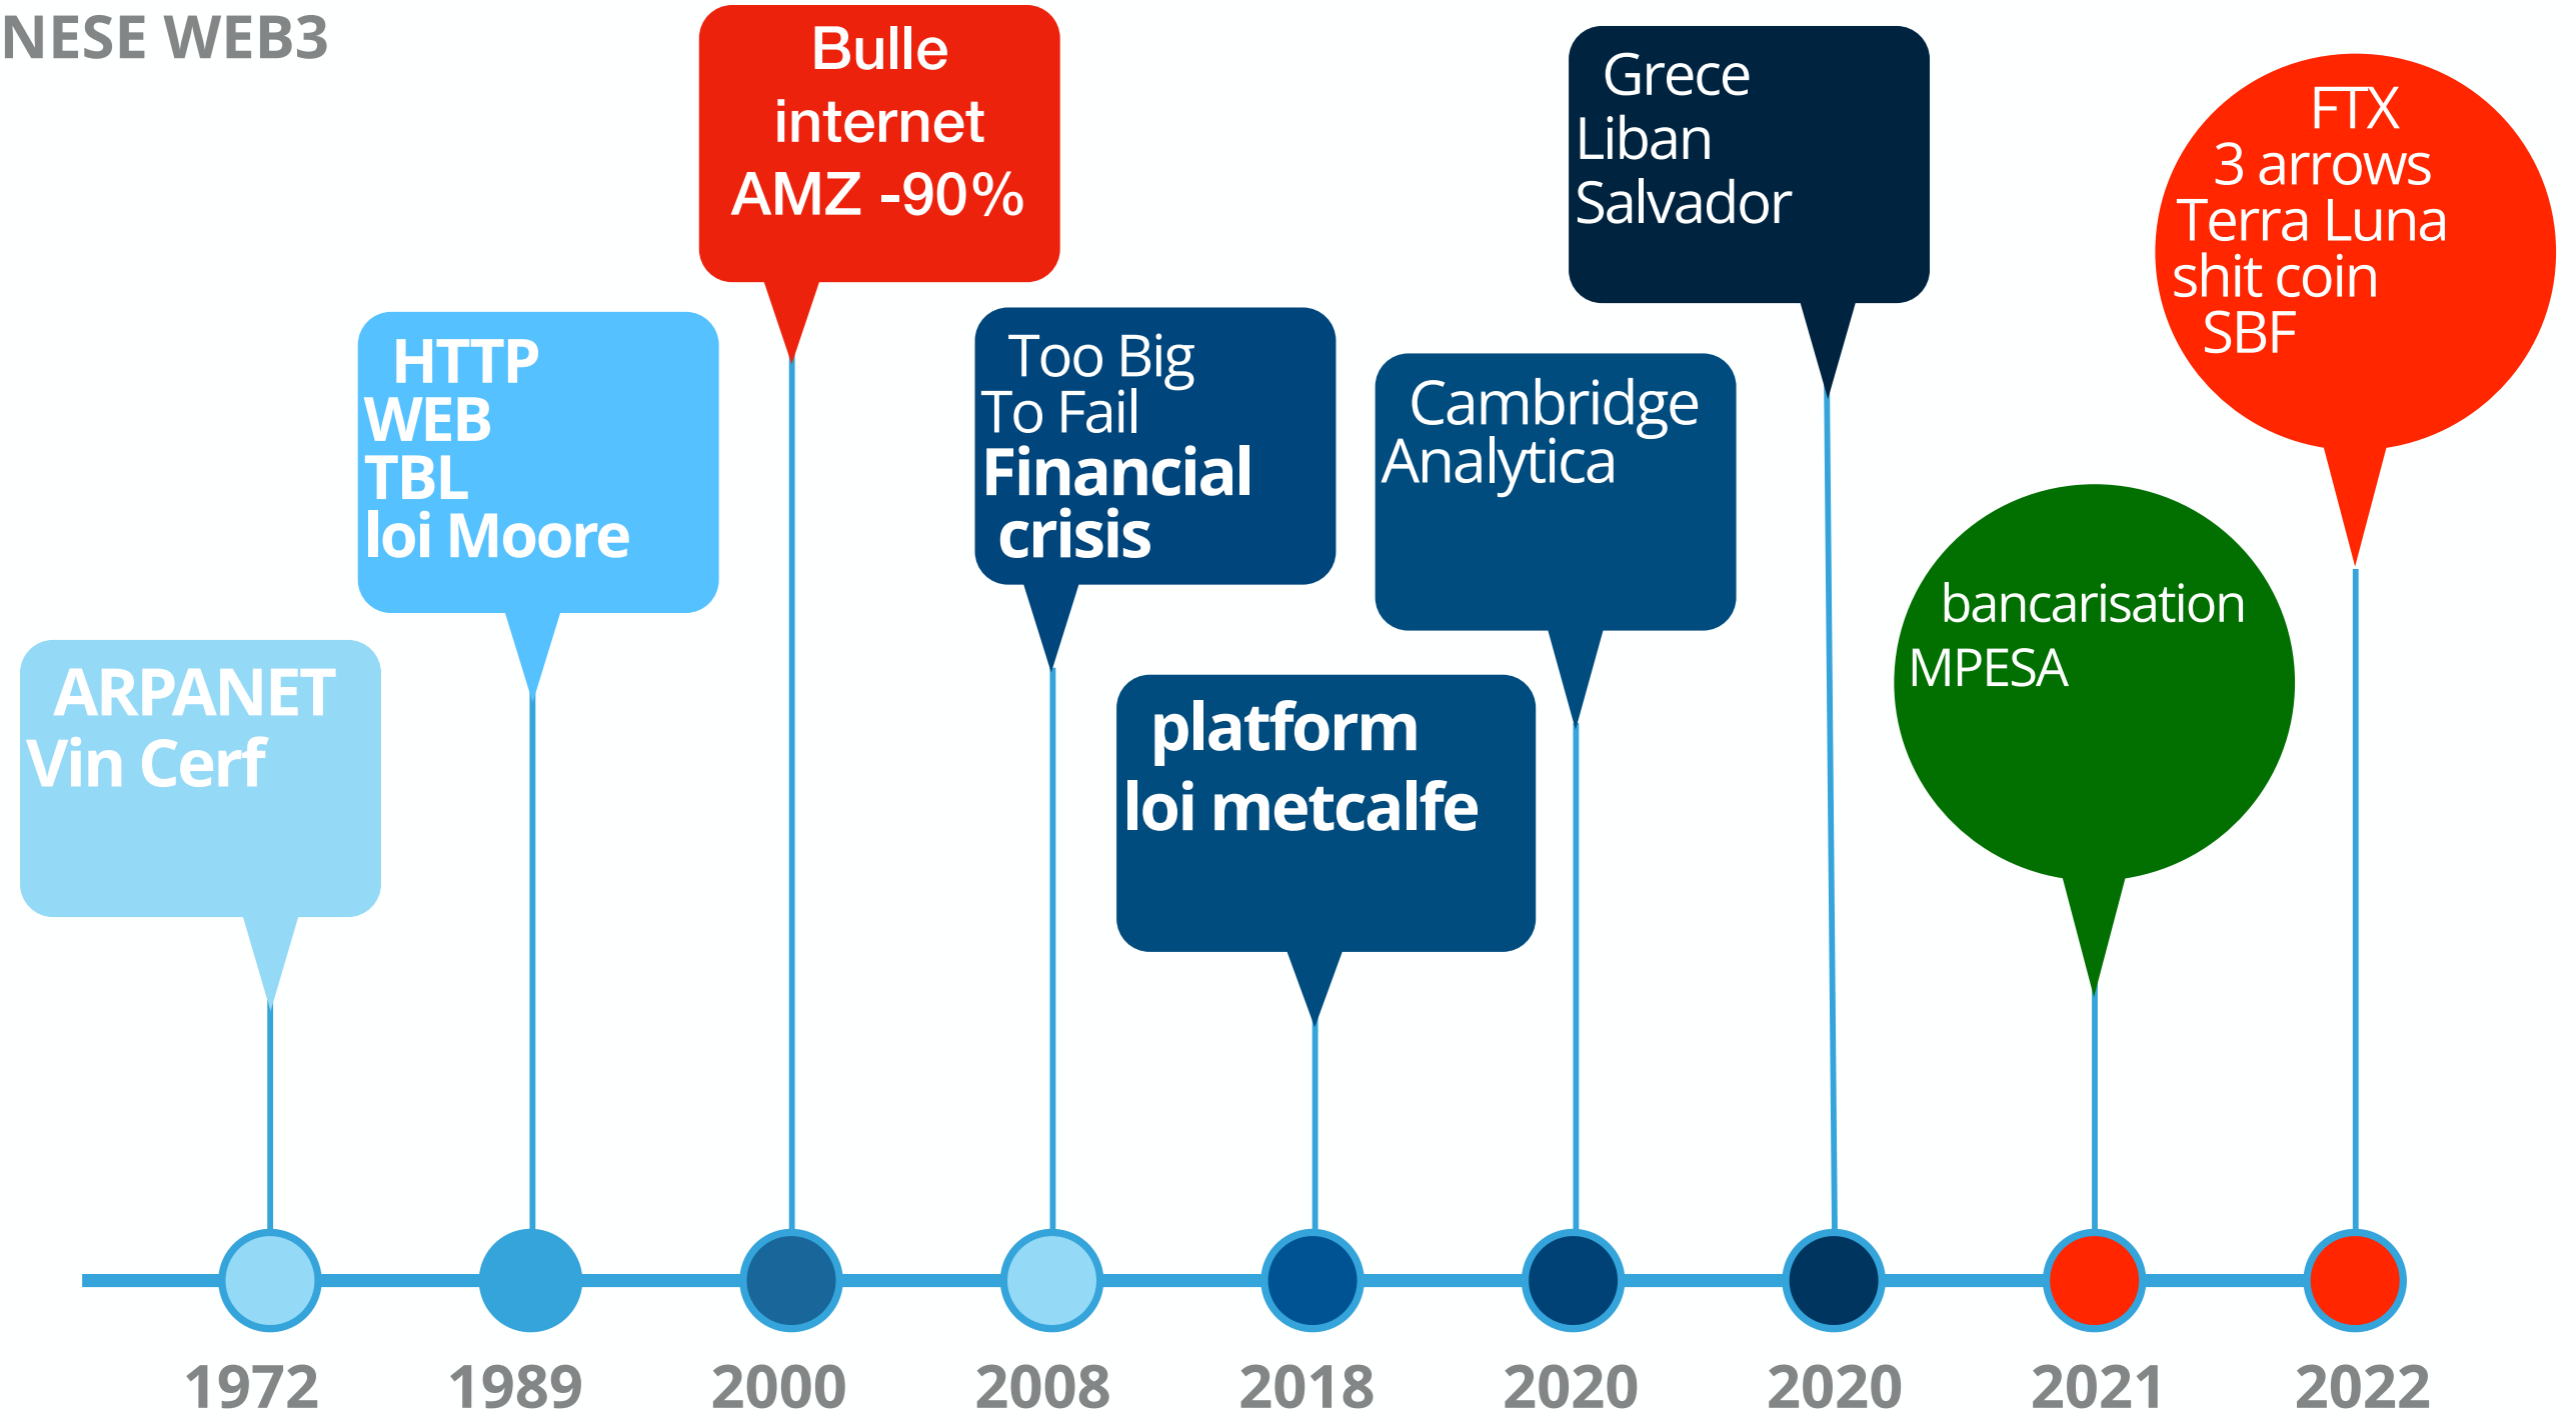 NESE WEB3
ARPANET
Vin Cerf
HTTP
WEB
TBL
loi Moore
Bulle
internet
AMZ -90%
Too Big
To Fail
Financial
crisis
platform
loi metcalfe
Cambridge
Analytica
Grece
Liban
Salvador
bancarisation
MPESA
FTX
3 arrows
Terra Luna
shit coin
SBF
1972
1989
2000
2008
2018
2020
2020
2021
2022